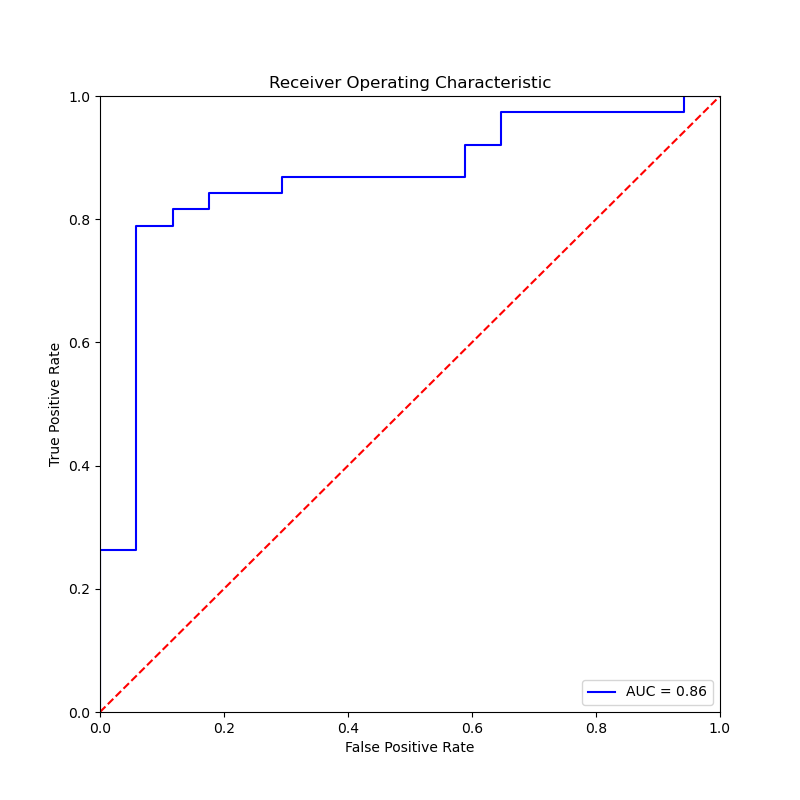 Receiver Operating Characteristic
1.0
0.8
0.6
0.4
0.2
0.0
True Positive Rate
AUC = 0.86
0.0 0.2 0.4 0.6 0.8 1.0
False Positive Rate